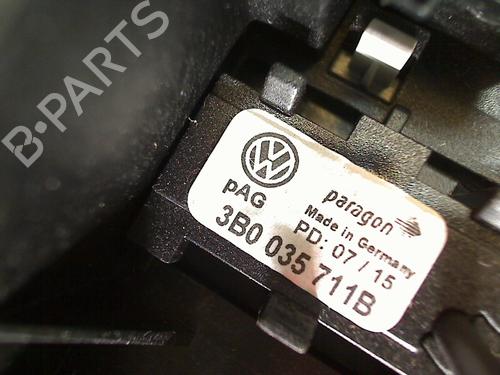 B-PARTS
pAG
paragon
Made in Germany
PD: 07 / 15
3B0 035 711B